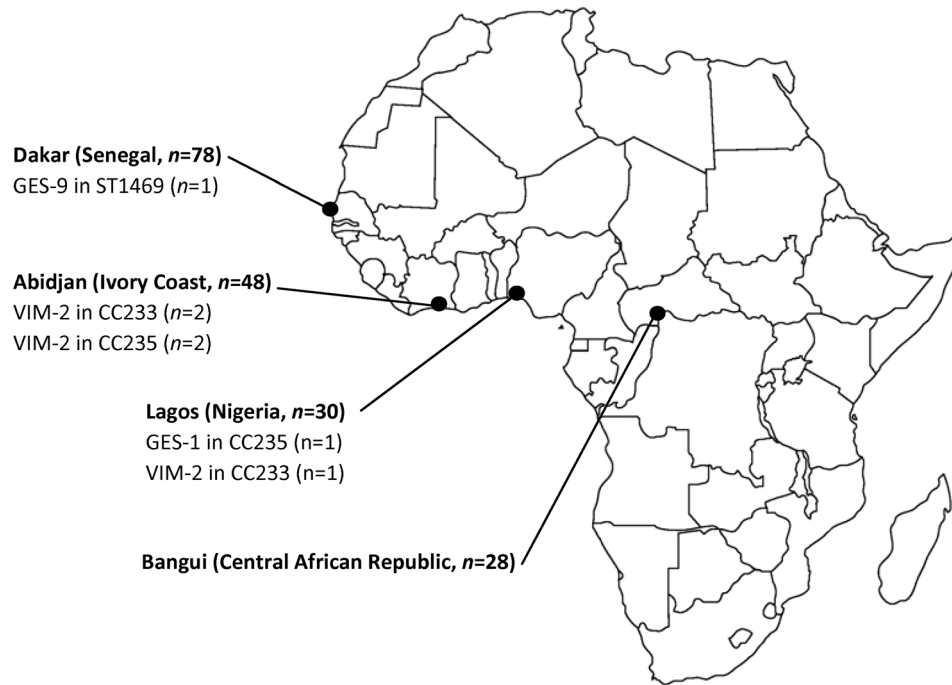 Dakar (Senegal, n=78)
GES-9 in ST1469 (n=1)
Abidjan (Ivory Coast, n=48)
VIM-2 in CC233 (n=2)
VIM-2 in CC235 (n=2)
Lagos (Nigeria, n=30)
GES-1 in CC235 (n=1)
VIM-2 in CC233 (n=1)
Bangui (Central African Republic, n=28)